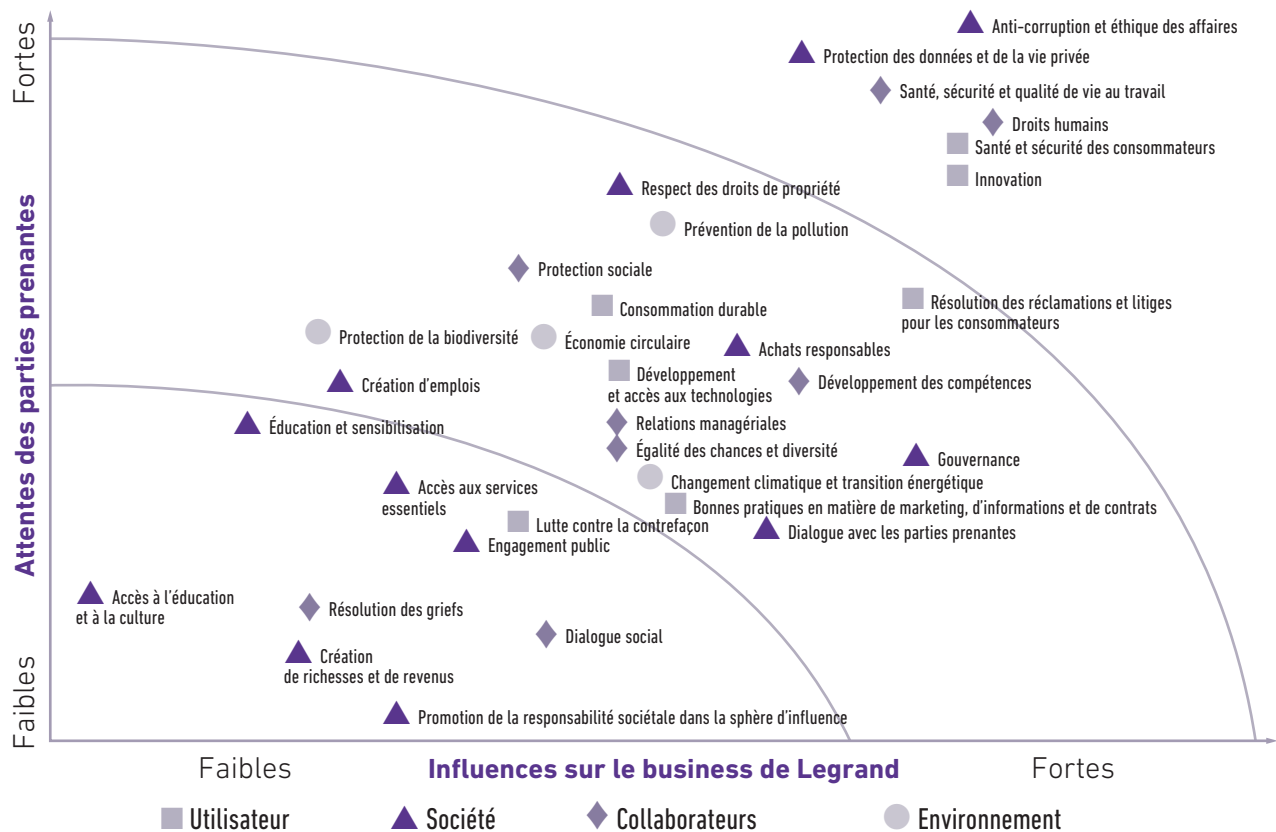 Fortes
Anti-corruption et éthique des affaires
Protection des données et de la vie privée
Santé, sécurité et qualité de vie au travail
Droits humains
Santé et sécurité des consommateurs
Innovation
Respect des droits de propriété
Prévention de la pollution
Protection sociale
Consommation durable
Résolution des réclamations et litiges
pour les consommateurs
Protection de la biodiversité
Économie circulaire
Achats responsables
Création d'emplois
Développement
et accès aux technologies
Développement des compétences
Éducation et sensibilisation
Relations managériales
Égalité des chances et diversité
Gouvernance
Changement climatique et transition énergétique
Accès aux services
essentiels
Bonnes pratiques en matière de marketing, d'informations et de contrats
Lutte contre la contrefaçon
Dialogue avec les parties prenantes
Engagement public
Attentes des parties prenantes
Accès à l'éducation
et à la culture
Résolution des griefs
Dialogue social
Création
de richesses et de revenus
Promotion de la responsabilité sociétale dans la sphère d'influence
Faibles
Faibles
Influences sur le business de Legrand
Fortes
Utilisateur
Société
Collaborateurs
Environnement